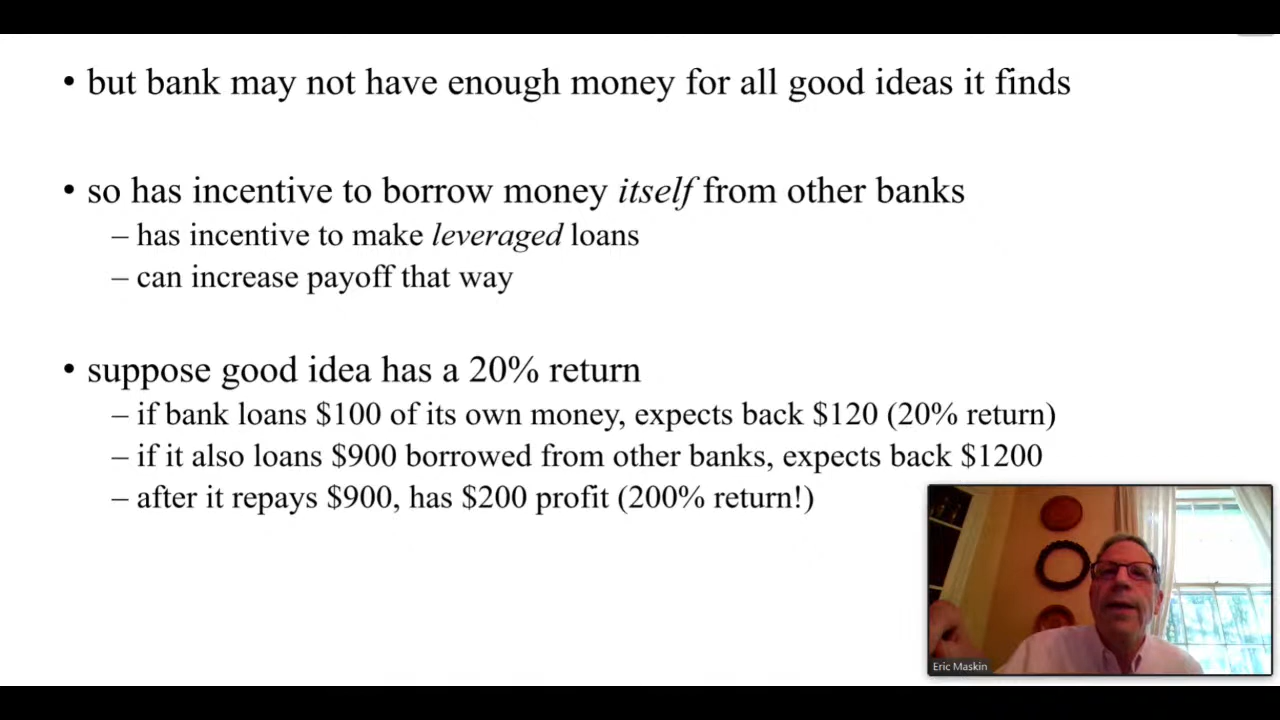 • but bank may not have enough money for all good ideas it finds
• so has incentive to borrow money itself from other banks
– has incentive to make leveraged loans
– can increase payoff that way
• suppose good idea has a 20% return
– if bank loans $100 of its own money, expects back $120 (20% return)
– if it also loans $900 borrowed from other banks, expects back $1200
– after it repays $900, has $200 profit (200% return!)
Eric Maskin